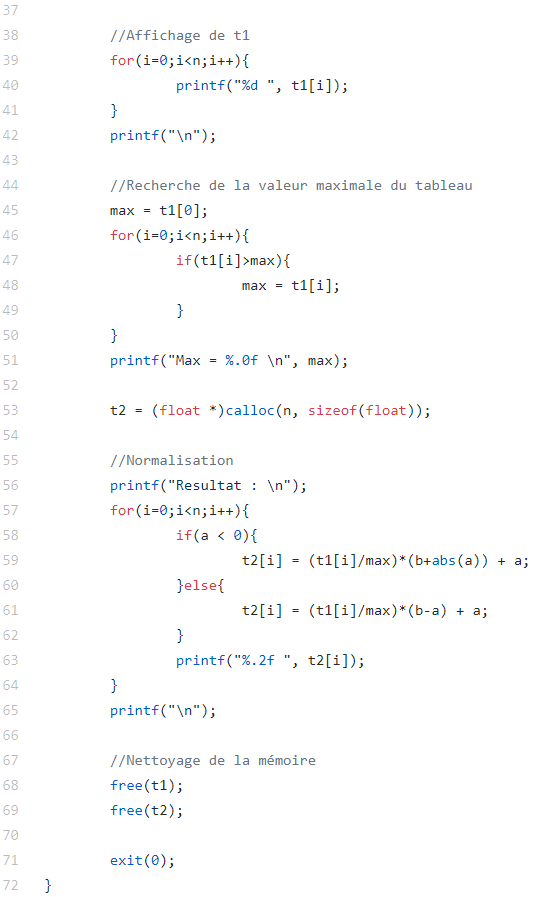 37
38 //Affichage de t1
39 for(i=0;i<n;i++){
40 printf("%d ", t1[i]);
41 }
42 printf("\n");
43
44 //Recherche de la valeur maximale du tableau
45 max = t1[0];
46 for(i=0;i<n;i++){
47 if(t1[i]>max){
48 max = t1[i];
49 }
50 }
51 printf("Max = %.0f \n", max);
52
53 t2 = (float *)calloc(n, sizeof(float));
54
55 //Normalisation
56 printf("Resultat : \n");
57 for(i=0;i<n;i++){
58 if(a < 0){
59 t2[i] = (t1[i]/max)*(b+abs(a)) + a;
60 }else{
61 t2[i] = (t1[i]/max)*(b-a) + a;
62 }
63 printf("%.2f ", t2[i]);
64 }
65 printf("\n");
66
67 //Nettoyage de la mémoire
68 free(t1);
69 free(t2);
70
71 exit(0);
72 }